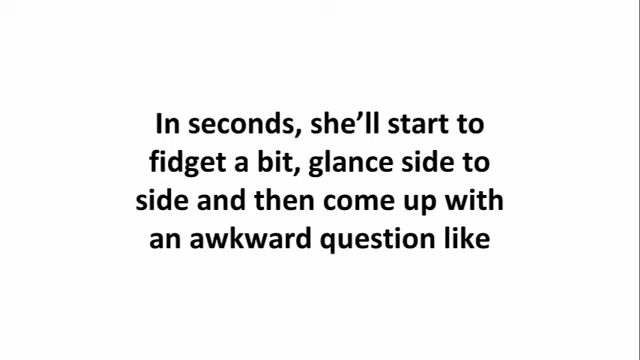 In seconds, she’ll start to
fidget a bit, glance side to
side and then come up with
an awkward question like